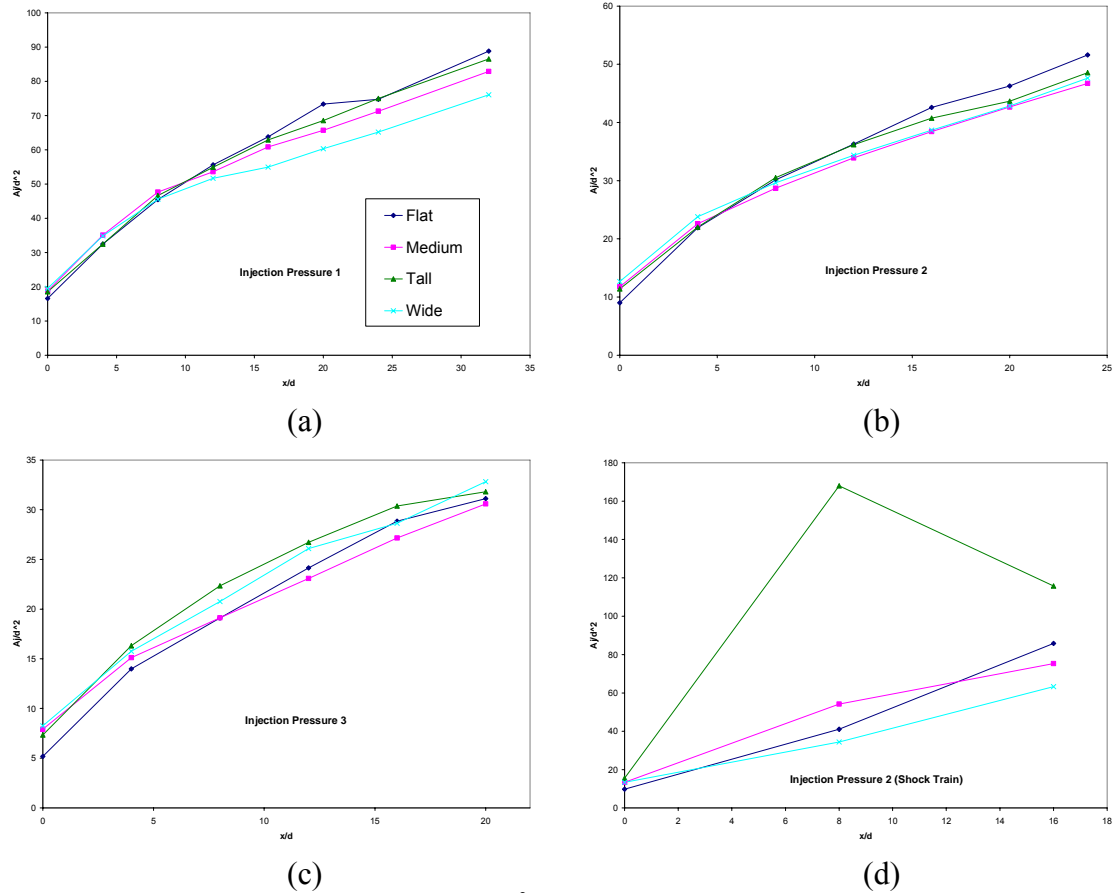 100
90
80
70
60
50
40
30
20
10
0
Aj/d^2
0 5 10 15 20 25 30 35
x/d
Injection Pressure 1
Flat
Medium
Tall
Wide
(a)
60
50
40
30
20
10
0
Aj/d^2
0 5 10 15 20 25
x/d
Injection Pressure 2
(b)
35
30
25
20
15
10
5
0
Aj/d^2
0 5 10 15 20
x/d
Injection Pressure 3
(c)
180
160
140
120
100
80
60
40
20
0
Aj/d^2
0 2 4 6 8 10 12 14 16 18
x/d
Injection Pressure 2 (Shock Train)
(d)